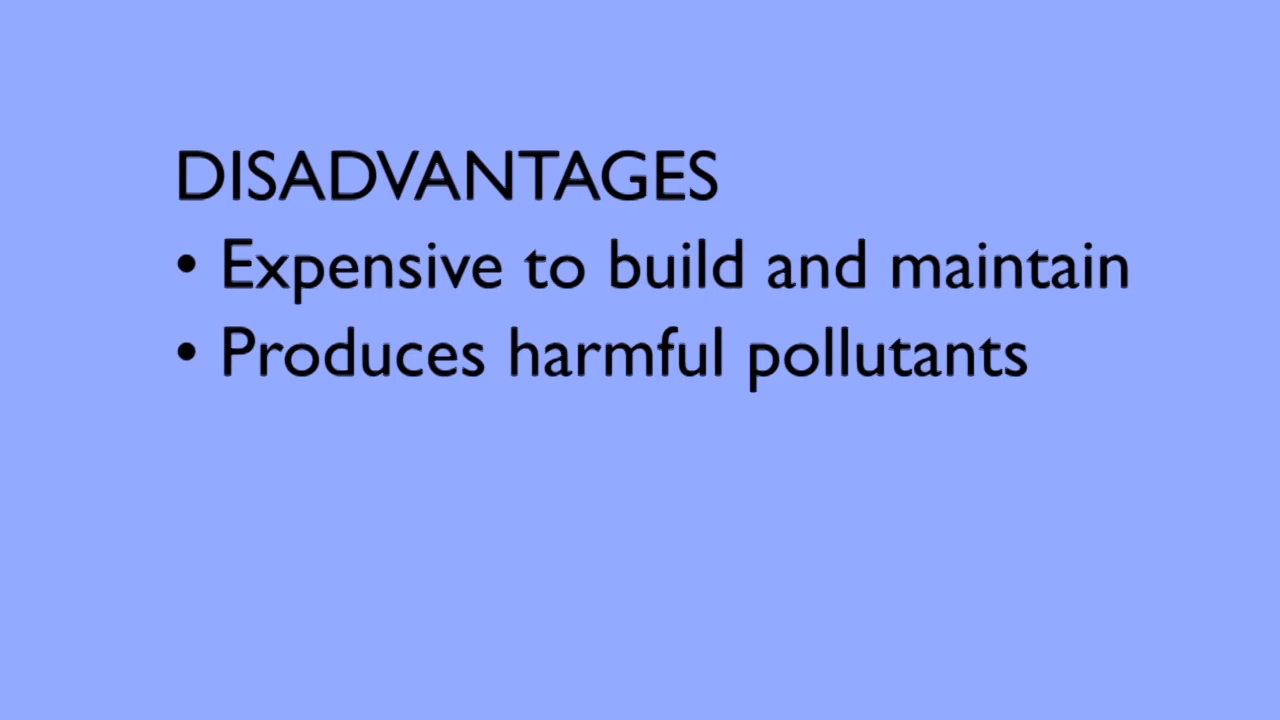 DISADVANTAGES
• Expensive to build and maintain
• Produces harmful pollutants